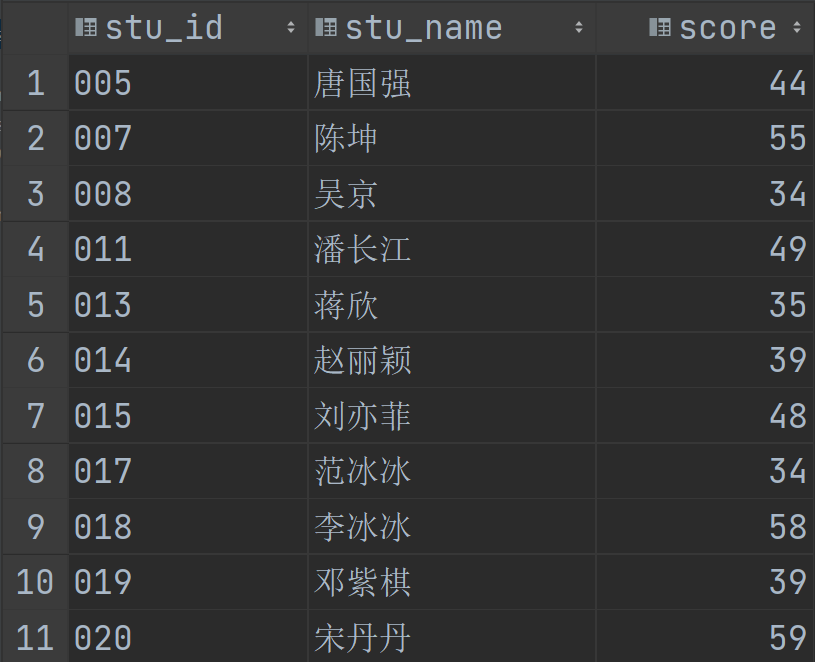 stu_id stu_name score
1 005 唐国强 44
2 007 陈坤 55
3 008 吴京 34
4 011 潘长江 49
5 013 蒋欣 35
6 014 赵丽颖 39
7 015 刘亦菲 48
8 017 范冰冰 34
9 018 李冰冰 58
10 019 邓紫棋 39
11 020 宋丹丹 59